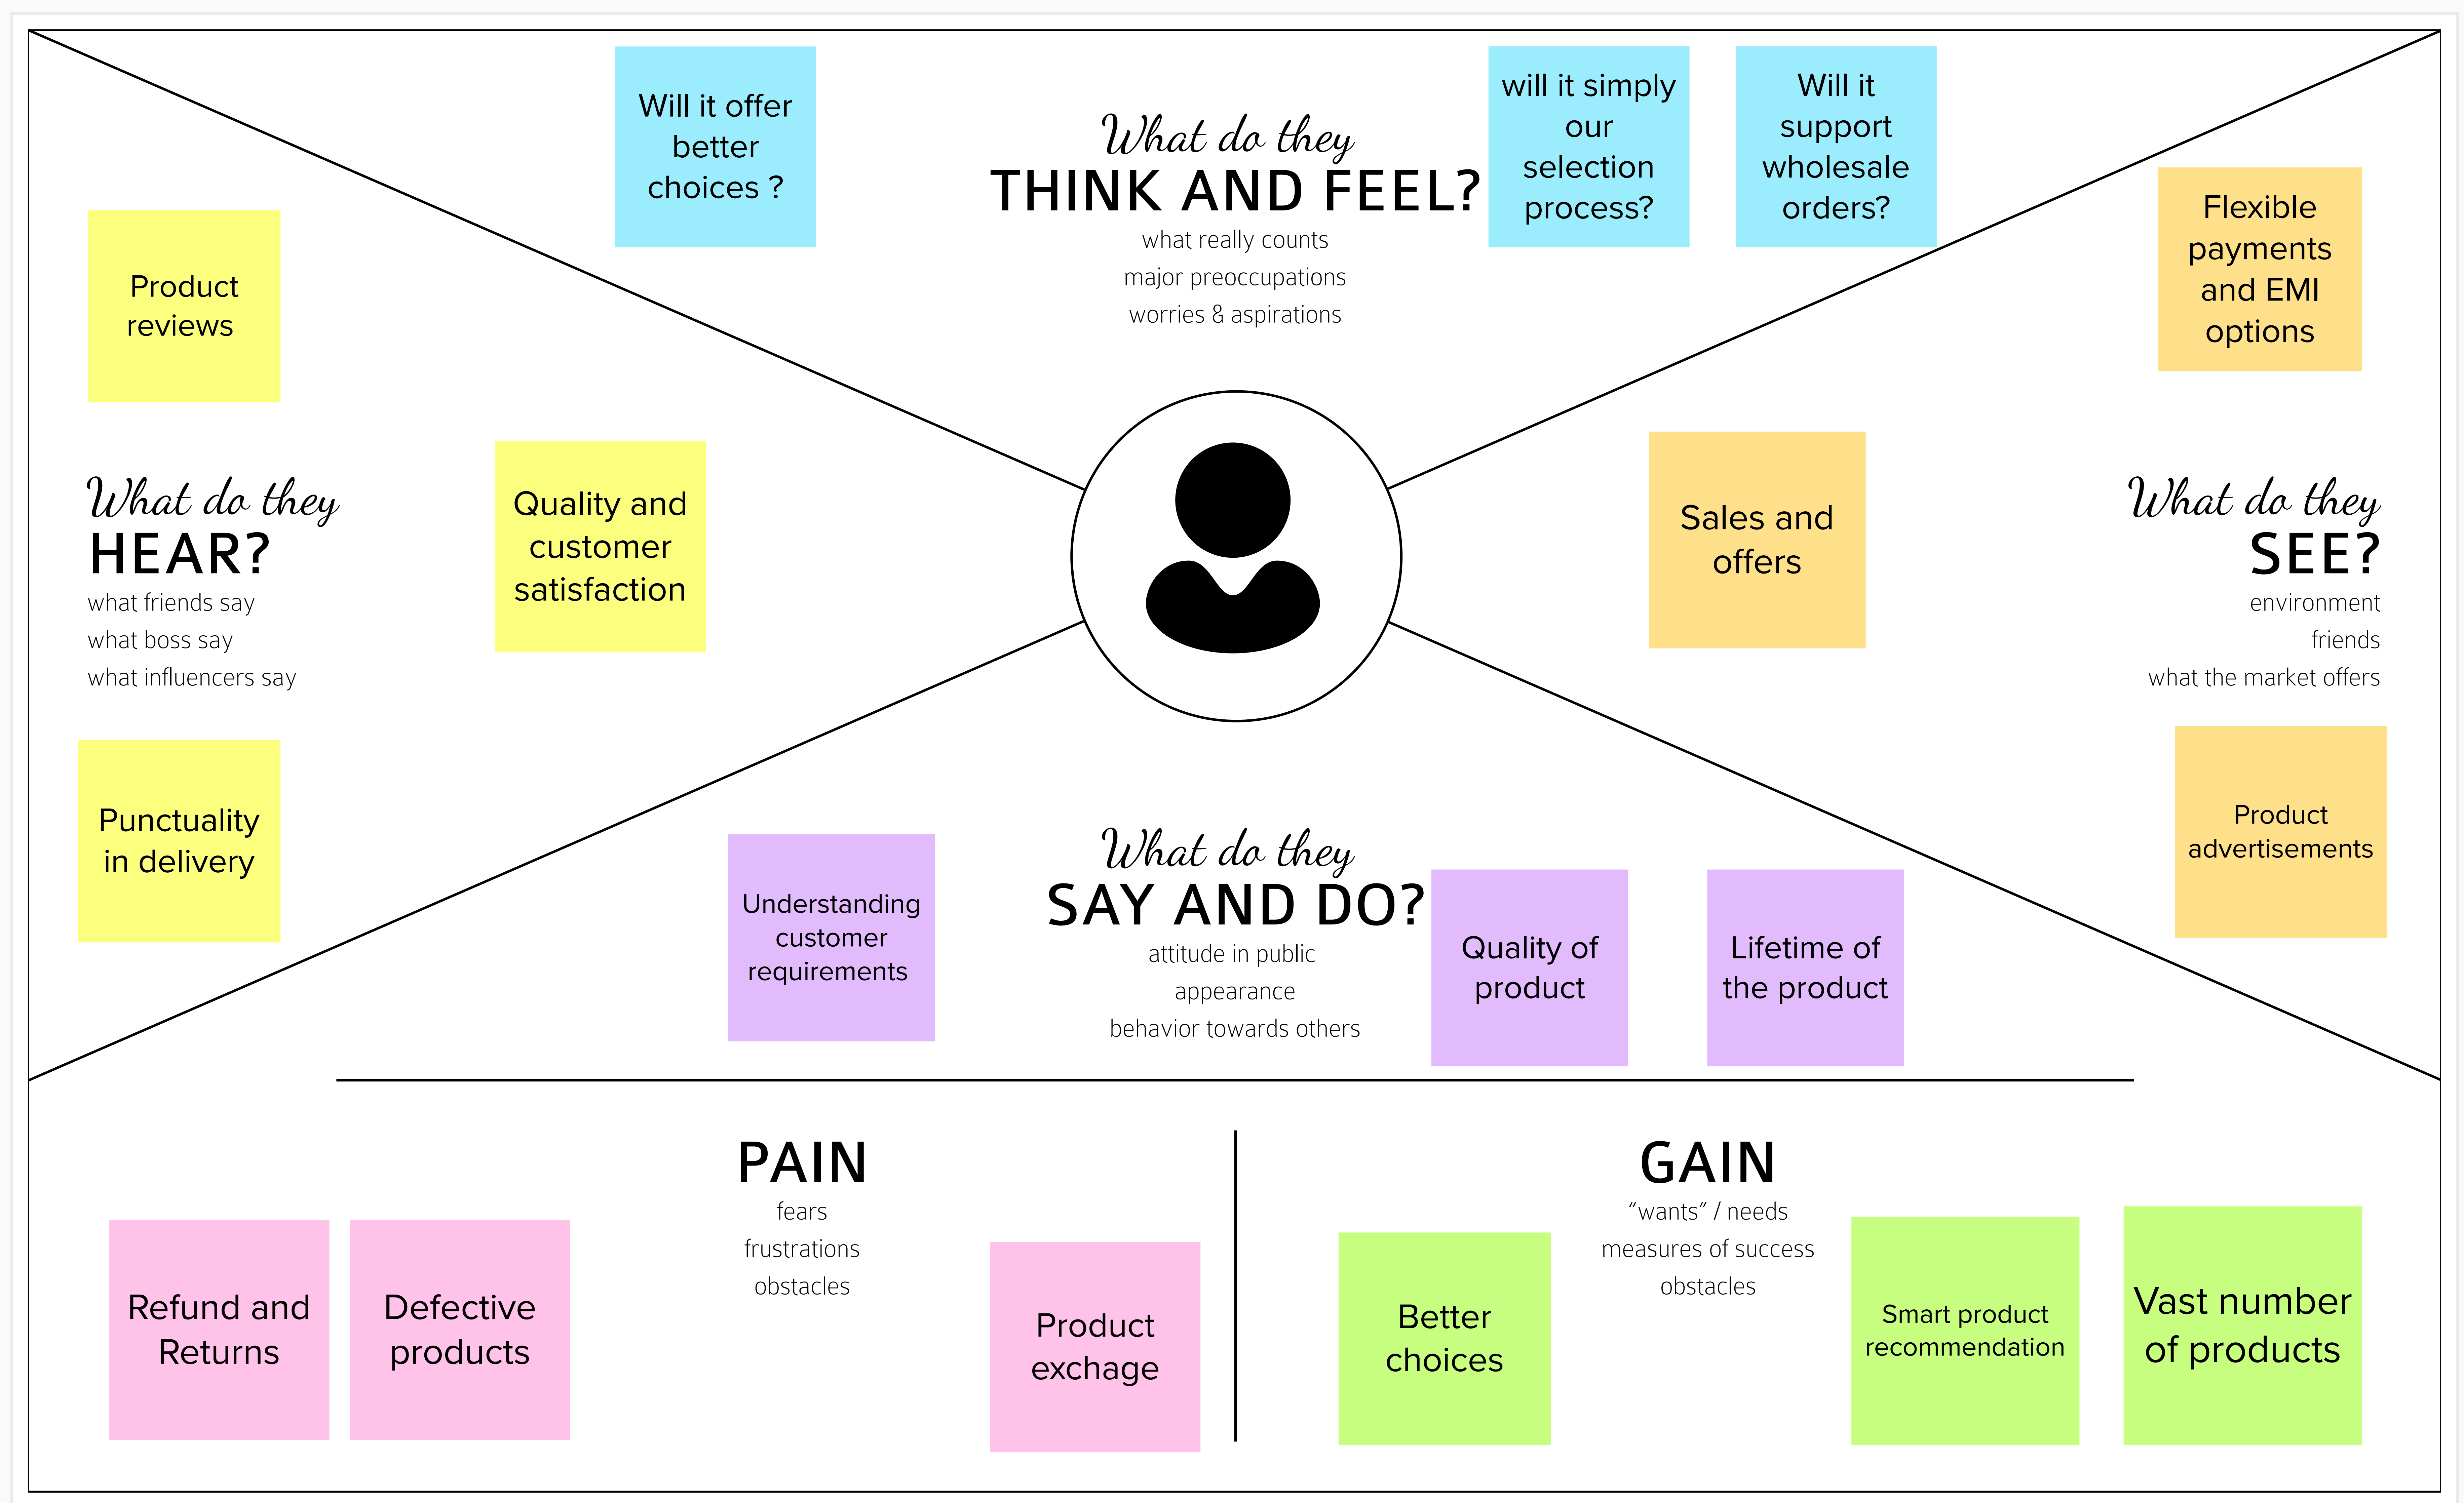 Will it offer
better
choices ?
What do they
THINK AND FEEL?
what really counts
major preoccupations
worries & aspirations
will it simply
our
selection
process?
Will it
support
wholesale
orders?
Product
reviews
Quality and
customer
satisfaction
What do they
HEAR?
what friends say
what boss say
what influencers say
Punctuality
in delivery
Flexible
payments
and EMI
options
Sales and
offers
What do they
SEE?
environment
friends
what the market offers
Product
advertisements
Understanding
customer
requirements
What do they
SAY AND DO?
attitude in public
appearance
behavior towards others
Quality of
product
Lifetime of
the product
PAIN
fears
frustrations
obstacles
Refund and
Returns
Defective
products
Product
exchage
GAIN
“wants” / needs
measures of success
obstacles
Better
choices
Smart product
recommendation
Vast number
of products